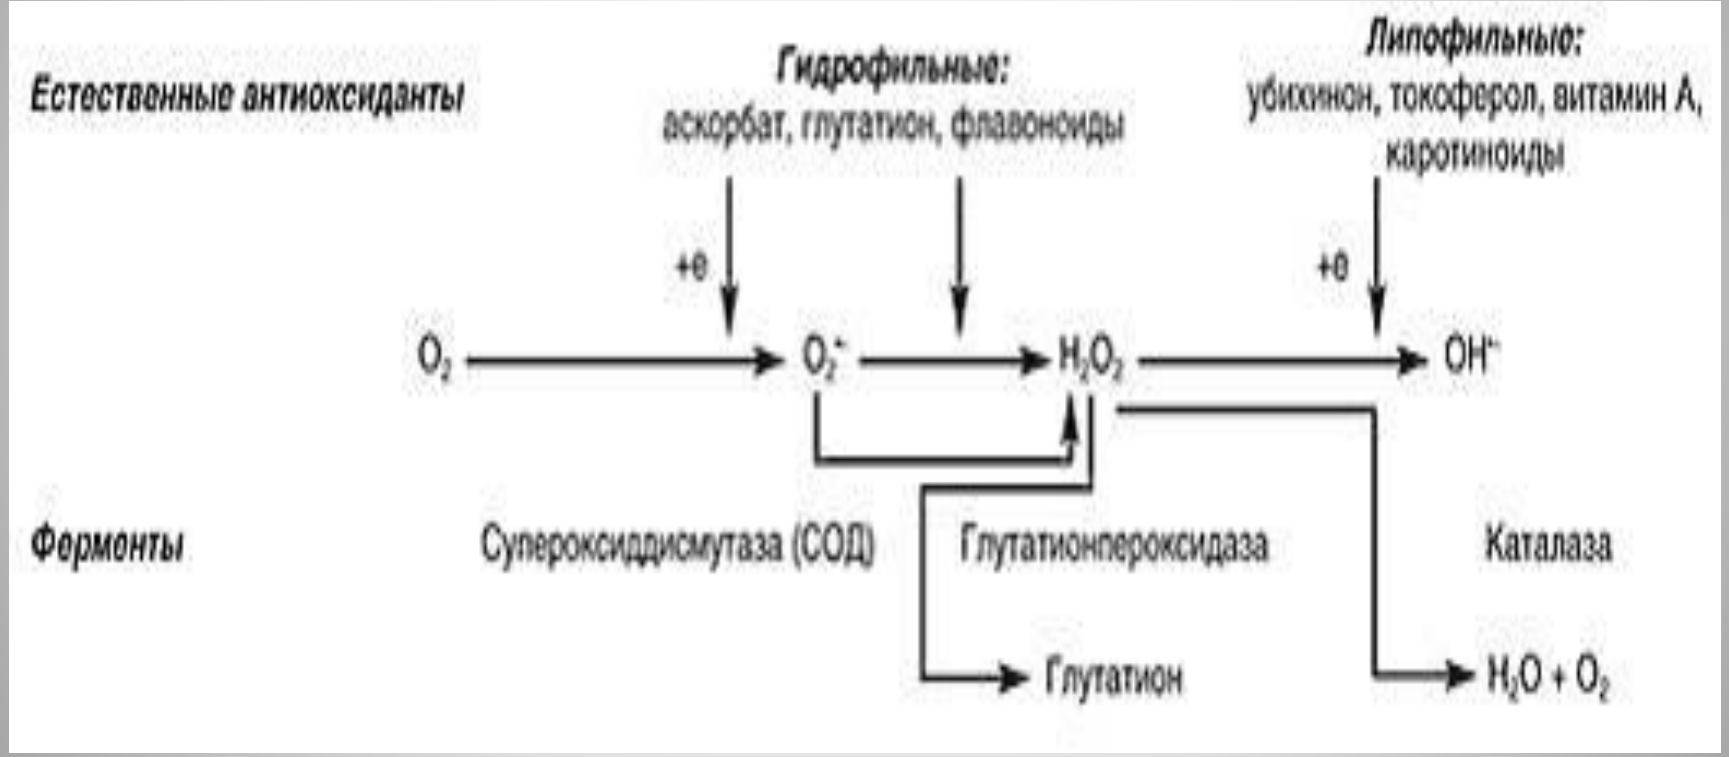 Липофильные:
Гидрофильные:
Естественные антиоксиданты
убихинон, токоферол, витамин А,
аскорбат, глутатион, флавоноиды
каротиноиды
+е +е
O₂ O₂•- H₂O₂ OH•-
Ферменты Супероксиддисмутаза (СОД) Глутатионпероксидаза Каталаза
Глутатион H₂O + O₂